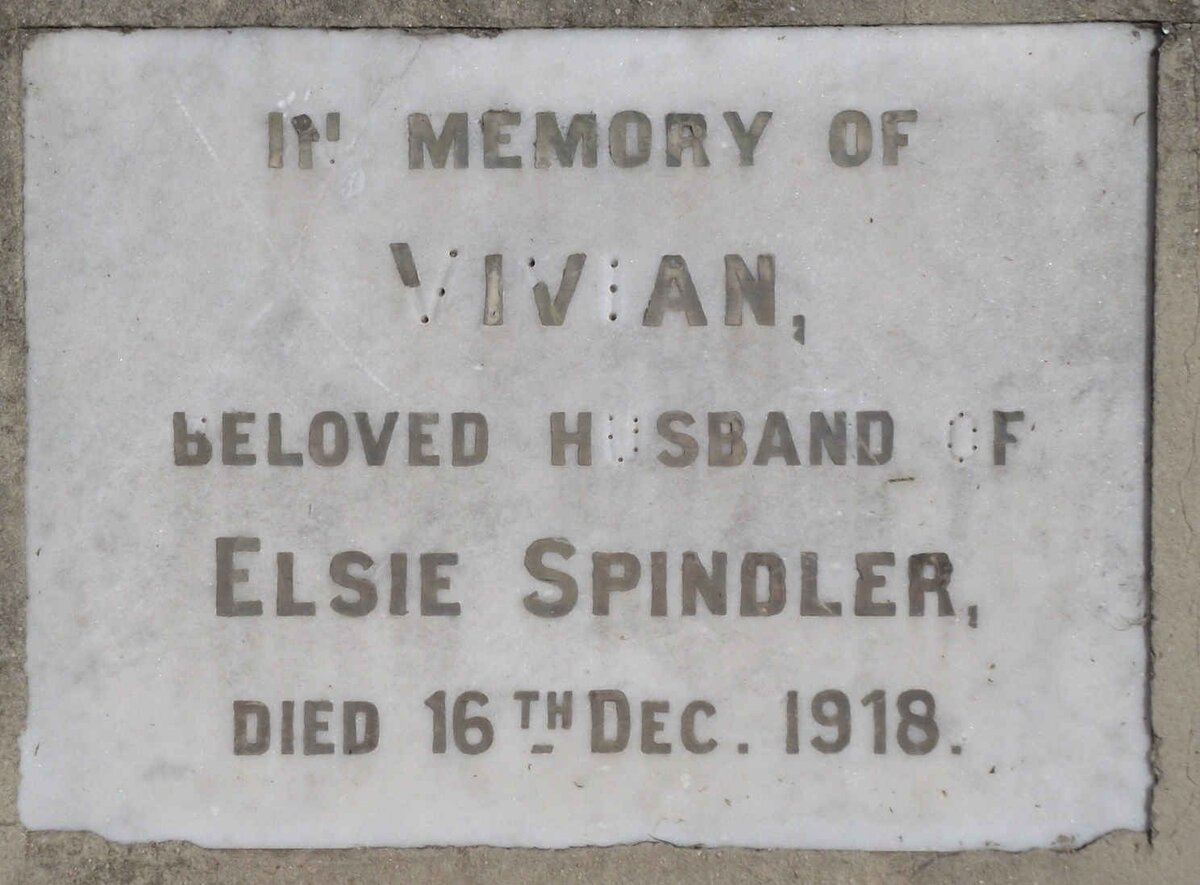 IN MEMORY OF
VIVIAN,
BELOVED HUSBAND OF
ELSIE SPINDLER,
DIED 16TH DEC. 1918.